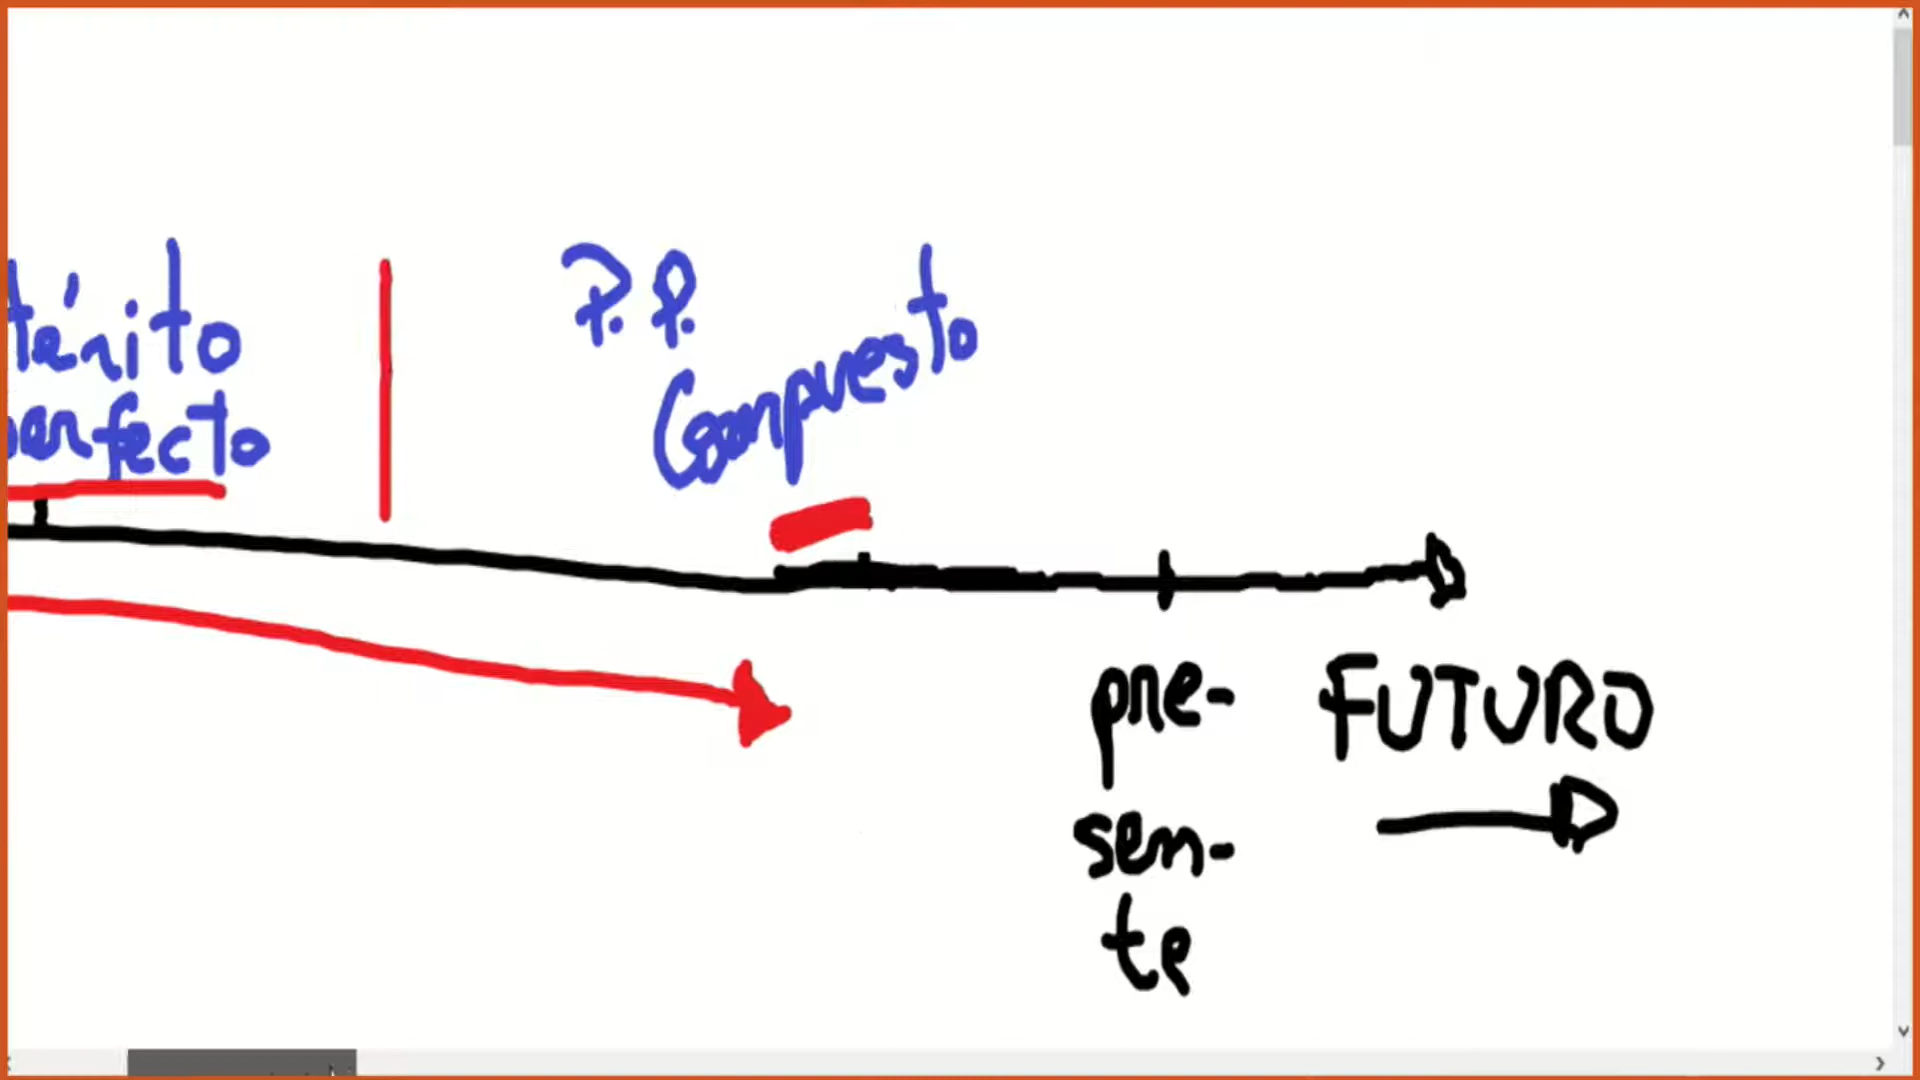 térito
P.P.
Compuesto
perfecto
pre-
sen-
te
FUTURO